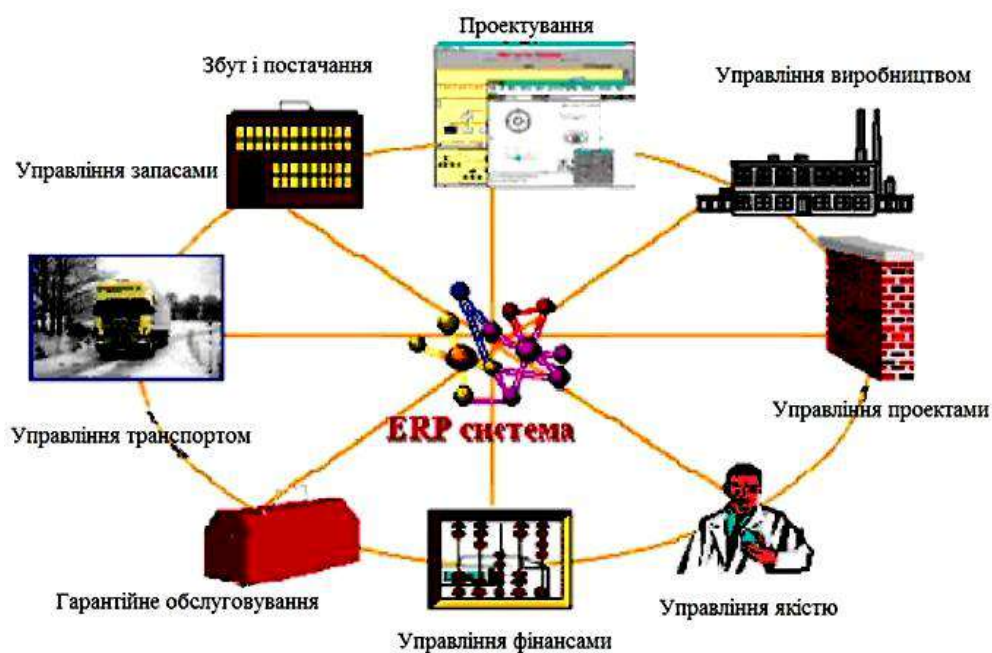 Проектування
Збут і постачання
Управління виробництвом
Управління запасами
Управління проектами
Управління транспортом
ERP система
Гарантійне обслуговування
Управління якістю
Управління фінансами